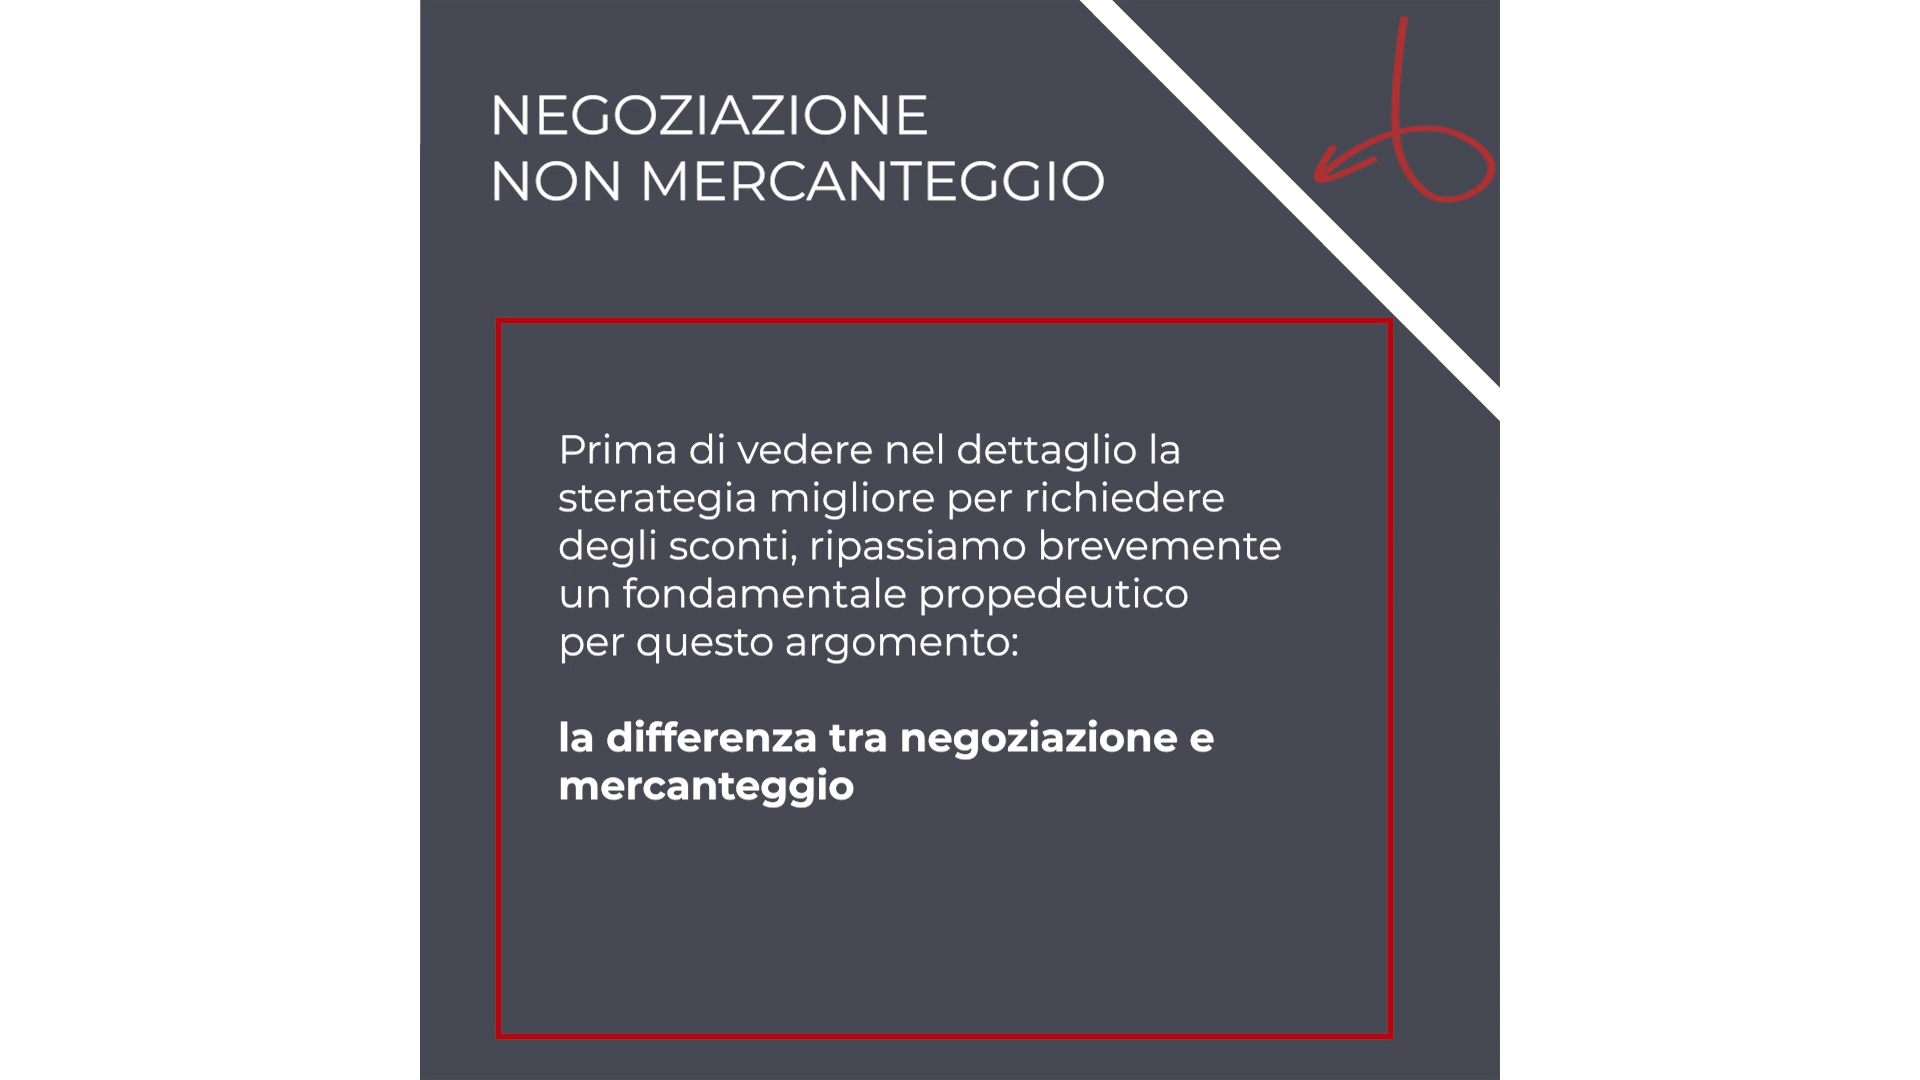 NEGOZIAZIONE
NON MERCANTEGGIO
Prima di vedere nel dettaglio la
sterategia migliore per richiedere
degli sconti, ripassiamo brevemente
un fondamentale propedeutico
per questo argomento:
la differenza tra negoziazione e
mercanteggio